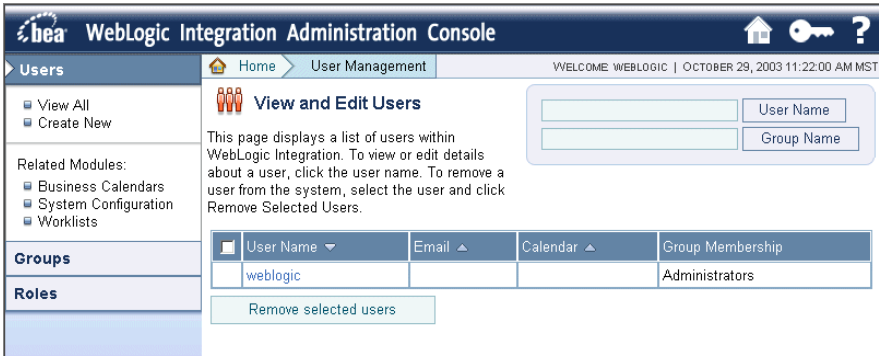 bea WebLogic Integration Administration Console
?
Users
View All
Create New
Related Modules:
Business Calendars
System Configuration
Worklists
Groups
Roles
Home User Management WELCOME WEBLOGIC | OCTOBER 29, 2003 11:22:00 AM MST
View and Edit Users
This page displays a list of users within
WebLogic Integration. To view or edit details
about a user, click the user name. To remove a
user from the system, select the user and click
Remove Selected Users.
User Name
Group Name
User Name Email Calendar Group Membership
weblogic Administrators
Remove selected users